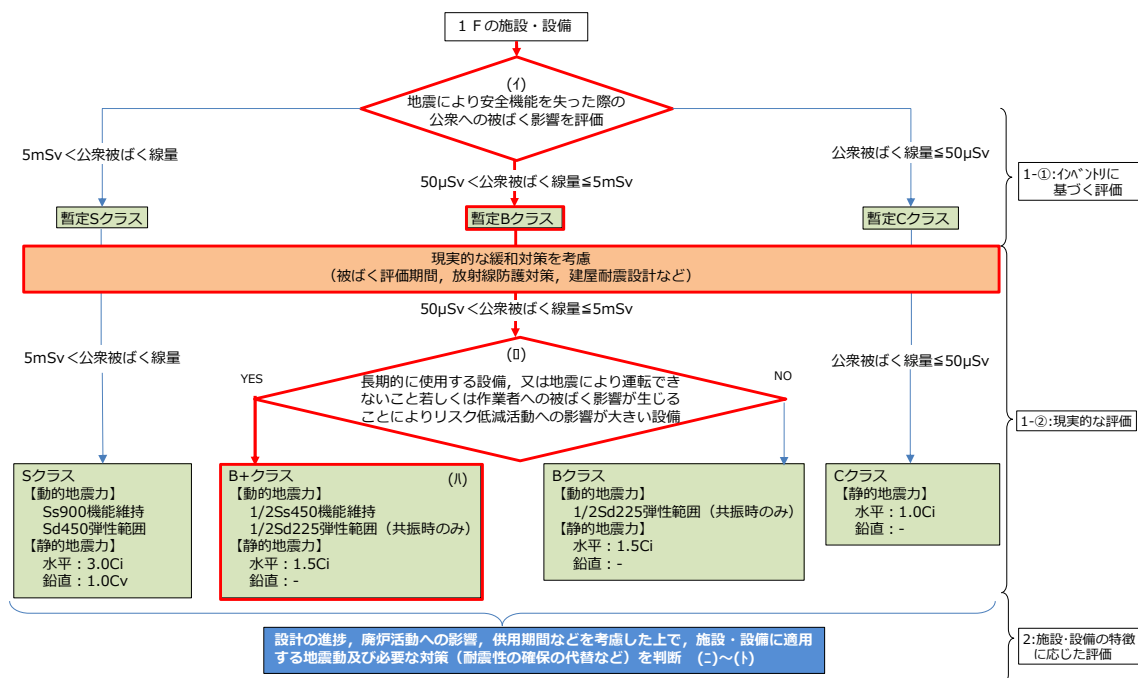 1Fの施設・設備
(ｲ)
地震により安全機能を失った際の
公衆への被ばく影響を評価
5mSv＜公衆被ばく線量
50μSv＜公衆被ばく線量≦5mSv
公衆被ばく線量≦50μSv
1-①:ｲﾝﾍﾞﾝﾄﾘに
基づく評価
暫定Sクラス
暫定Bクラス
暫定Cクラス
現実的な緩和対策を考慮
（被ばく評価期間，放射線防護対策，建屋耐震設計など）
50μSv＜公衆被ばく線量≦5mSv
5mSv＜公衆被ばく線量
公衆被ばく線量≦50μSv
(ﾛ)
YES
NO
長期的に使用する設備，又は地震により運転でき
ないこと若しくは作業者への被ばく影響が生じる
ことによりリスク低減活動への影響が大きい設備
1-②:現実的な評価
Sクラス
【動的地震力】
Ss900機能維持
Sd450弾性範囲
【静的地震力】
水平：3.0Ci
鉛直：1.0Cv
B+クラス
(ﾊ)
【動的地震力】
1/2Ss450機能維持
1/2Sd225弾性範囲（共振時のみ）
【静的地震力】
水平：1.5Ci
鉛直：-
Bクラス
【動的地震力】
1/2Sd225弾性範囲（共振時のみ）
【静的地震力】
水平：1.5Ci
鉛直：-
Cクラス
【静的地震力】
水平：1.0Ci
鉛直：-
設計の進捗，廃炉活動への影響，供用期間などを考慮した上で，施設・設備に適用
する地震動及び必要な対策（耐震性の確保の代替など）を判断 (ﾆ)～(ﾄ)
2:施設･設備の特徴
に応じた評価